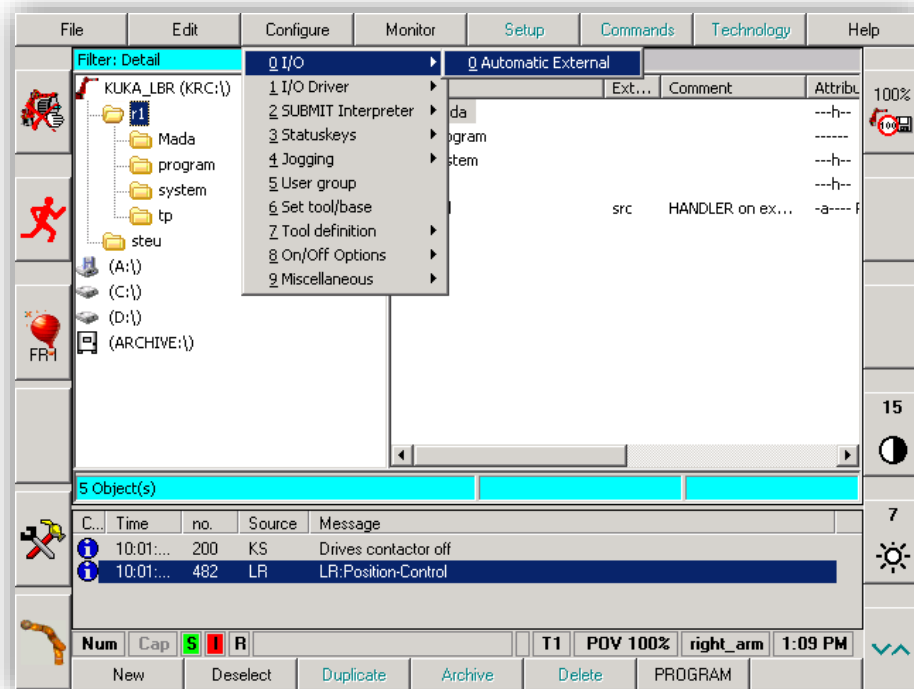 File Edit Configure Monitor Setup Commands Technology Help
Filter: Detail
0 I/O
0 Automatic External
KUKA_LBR (KRC:\)
1 I/O Driver
Ext... Comment Attribu
100%
100
r1
2 SUBMIT Interpreter
da ---h--
Mada
3 Statuskeys
gram ------
program
4 Jogging
stem ---h--
system
5 User group
---h--
tp
6 Set tool/base
src HANDLER on ex... -a----
steu
7 Tool definition
(A:\)
8 On/Off Options
(C:\)
9 Miscellaneous
(D:\)
(ARCHIVE:\)
FR1
15
5 Object(s)
C... Time no. Source Message
7
10:01:... 200 KS Drives contactor off
10:01:... 482 LR LR:Position-Control
Num Cap S I R T1 POV 100% right_arm 1:09 PM
New Deselect Duplicate Archive Delete PROGRAM